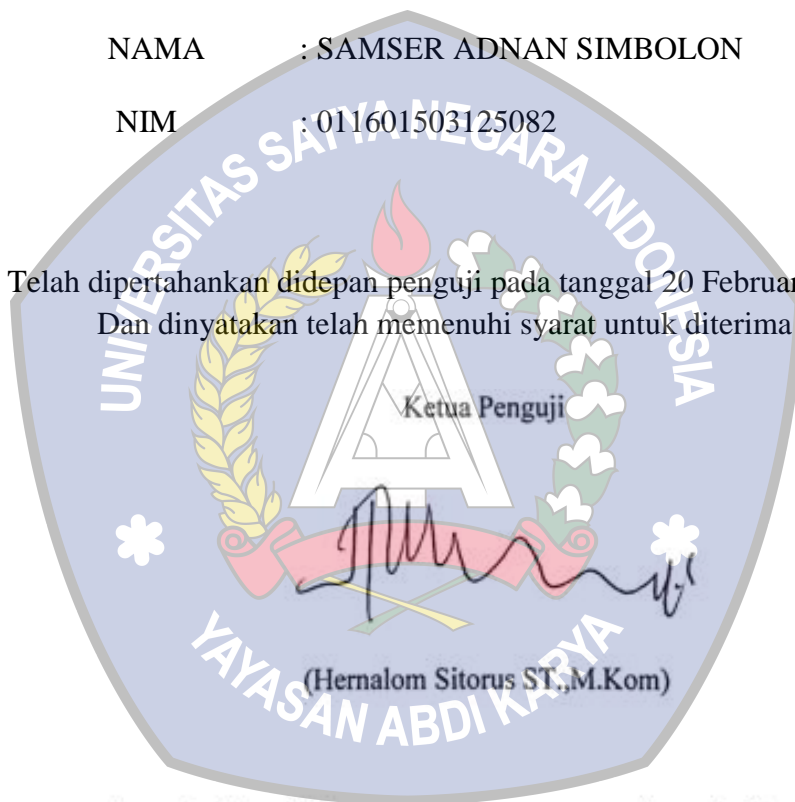 NAMA : SAMSER ADNAN SIMBOLON
NIM : 011601503125082
UNIVERSITAS SATYA NEGARA INDONESIA
Telah dipertahankan didepan penguji pada tanggal 20 Februar
Dan dinyatakan telah memenuhi syarat untuk diterima
Ketua Penguji
(Hernalom Sitorus ST.,M.Kom)
YAYASAN ABDI KARYA